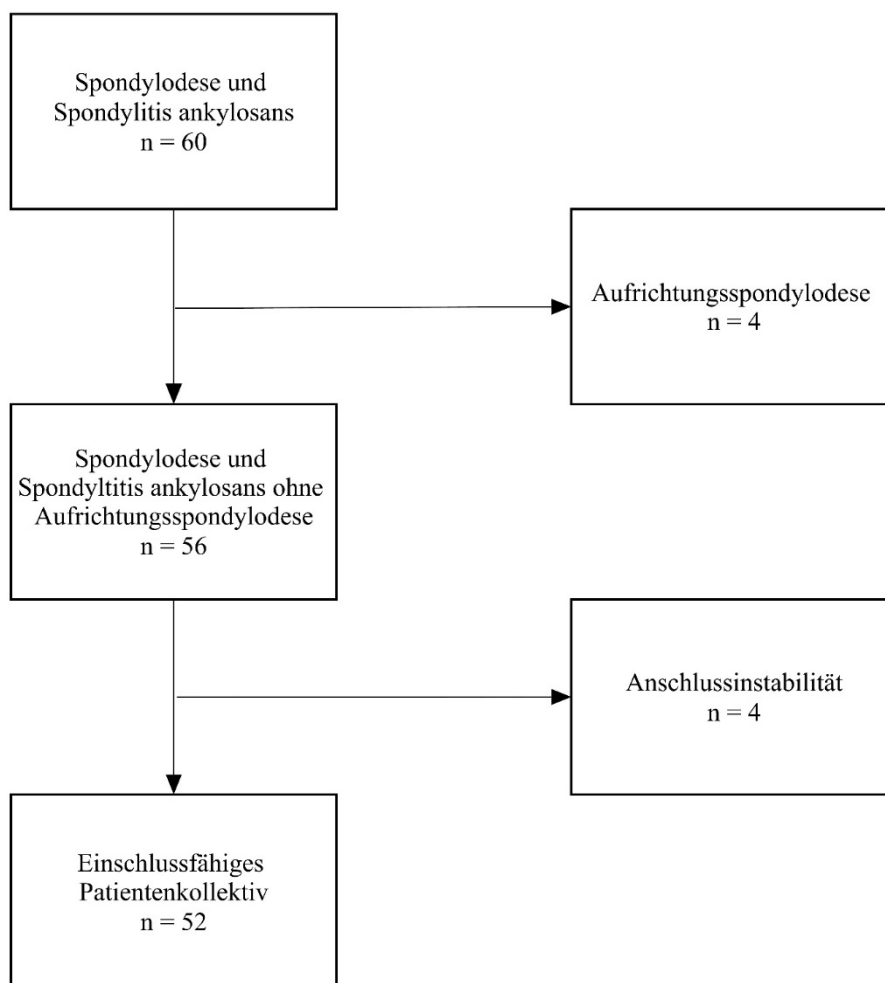 Spondylodese und
Spondylitis ankylosans
n = 60
Aufrichtungsspondylodese
n = 4
Spondylodese und
Spondyltitis ankylosans ohne
Aufrichtungsspondylodese
n = 56
Anschlussinstabilität
n = 4
Einschlussfähiges
Patientenkollektiv
n = 52